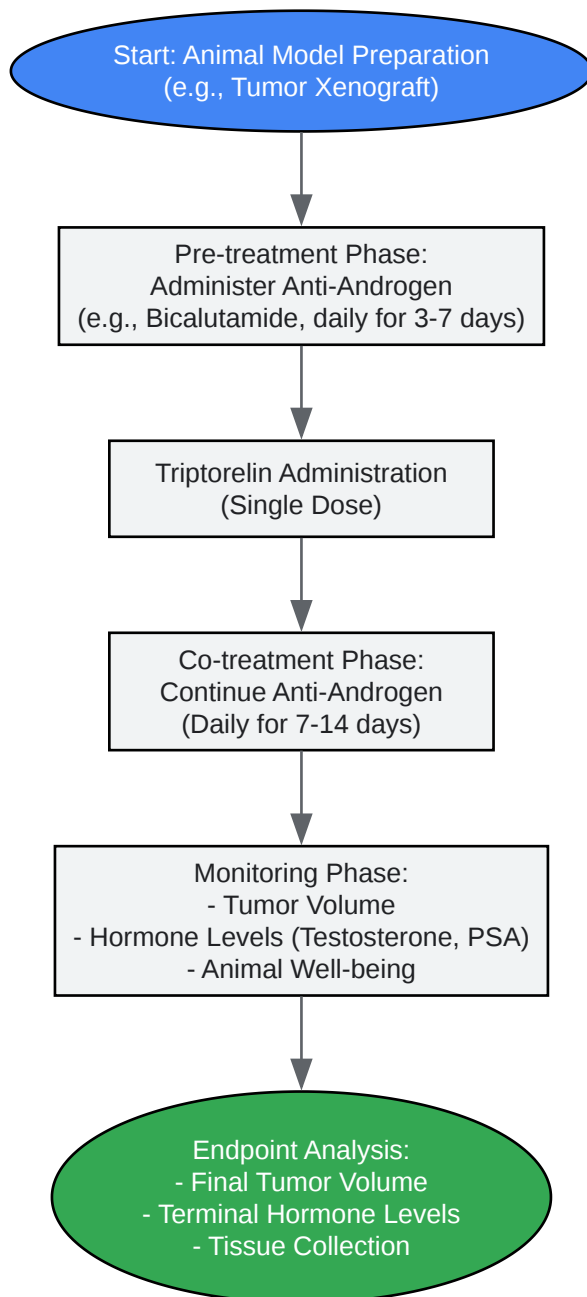 Start: Animal Model Preparation
(e.g., Tumor Xenograft)
Pre-treatment Phase:
Administer Anti-Androgen
(e.g., Bicalutamide, daily for 3-7 days)
Triptorelin Administration
(Single Dose)
Co-treatment Phase:
Continue Anti-Androgen
(Daily for 7-14 days)
Monitoring Phase:
- Tumor Volume
- Hormone Levels (Testosterone, PSA)
- Animal Well-being
Endpoint Analysis:
- Final Tumor Volume
- Terminal Hormone Levels
- Tissue Collection